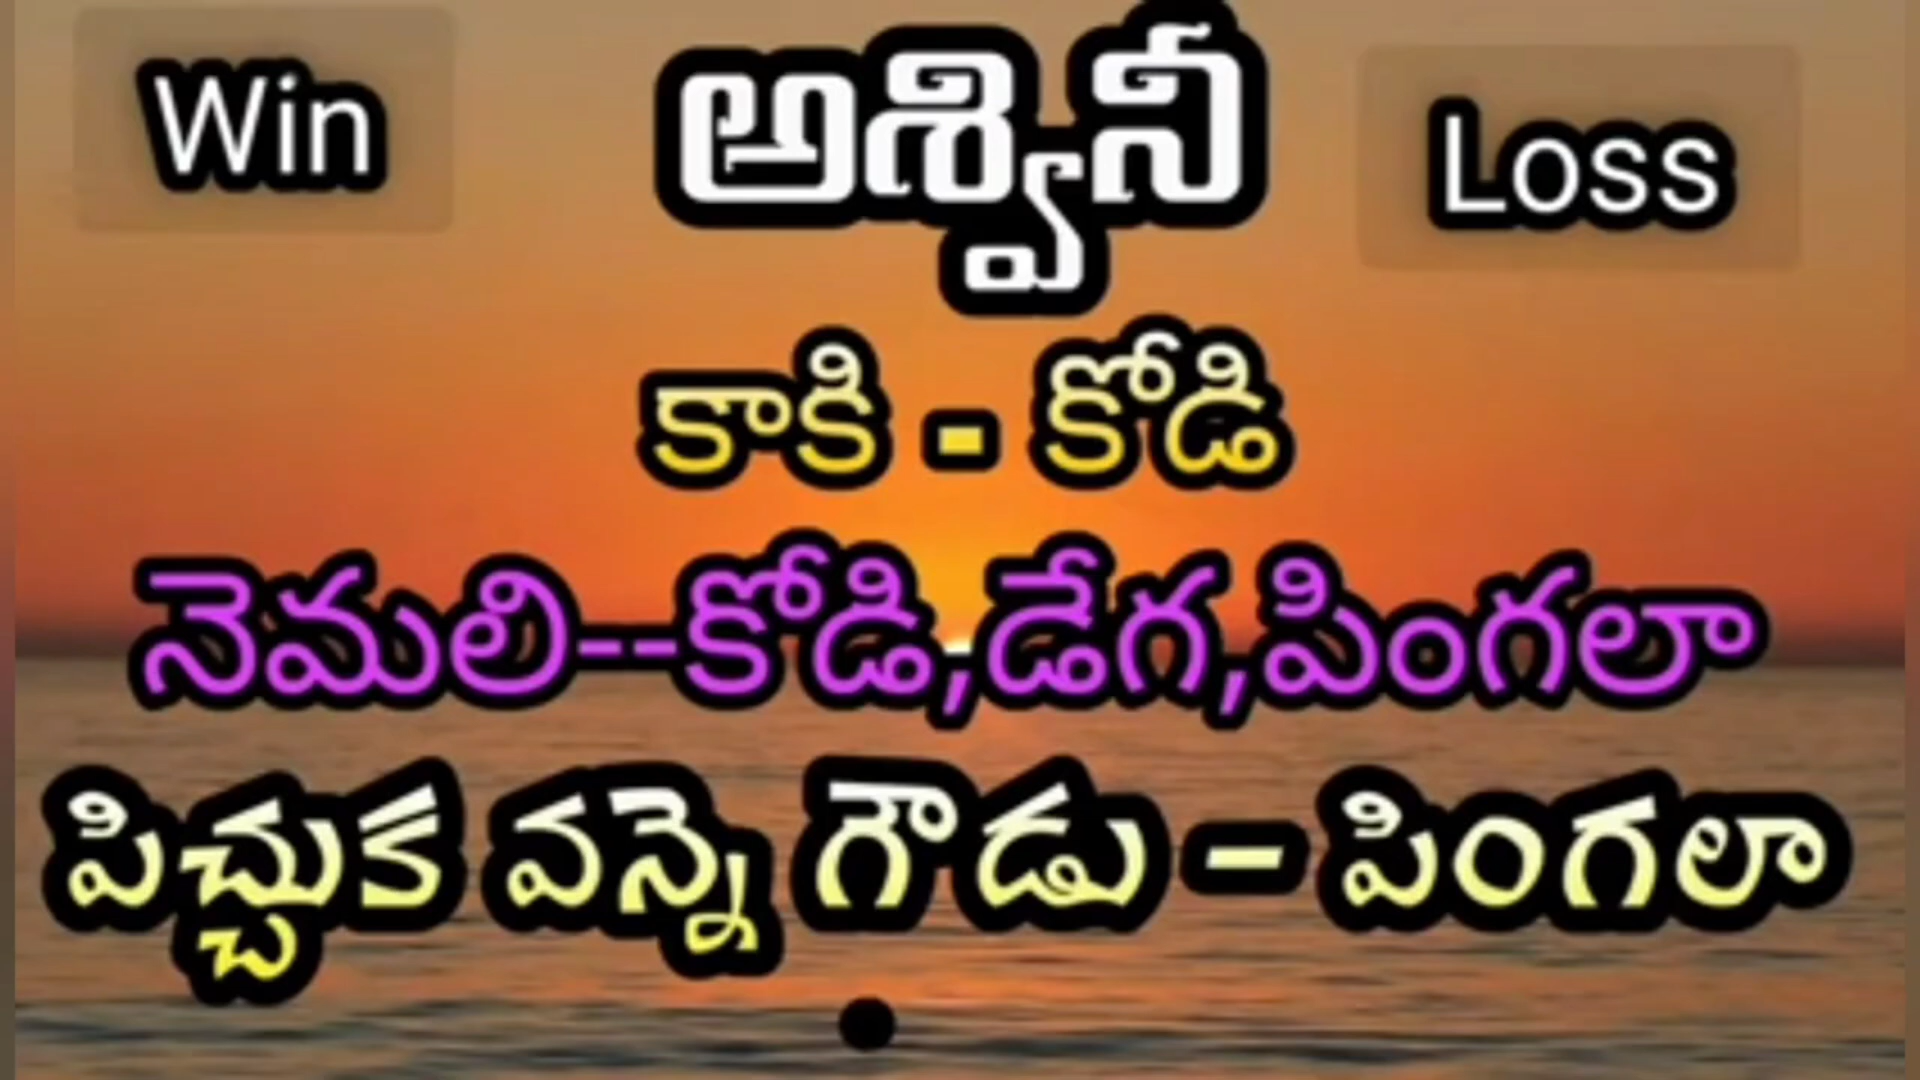 Win అశ్వినీ Loss
కాకి - కోడి
నెమలి--కోడి,డేగ,పింగలా
పిచ్చుక వన్నె గౌడు - పింగలా